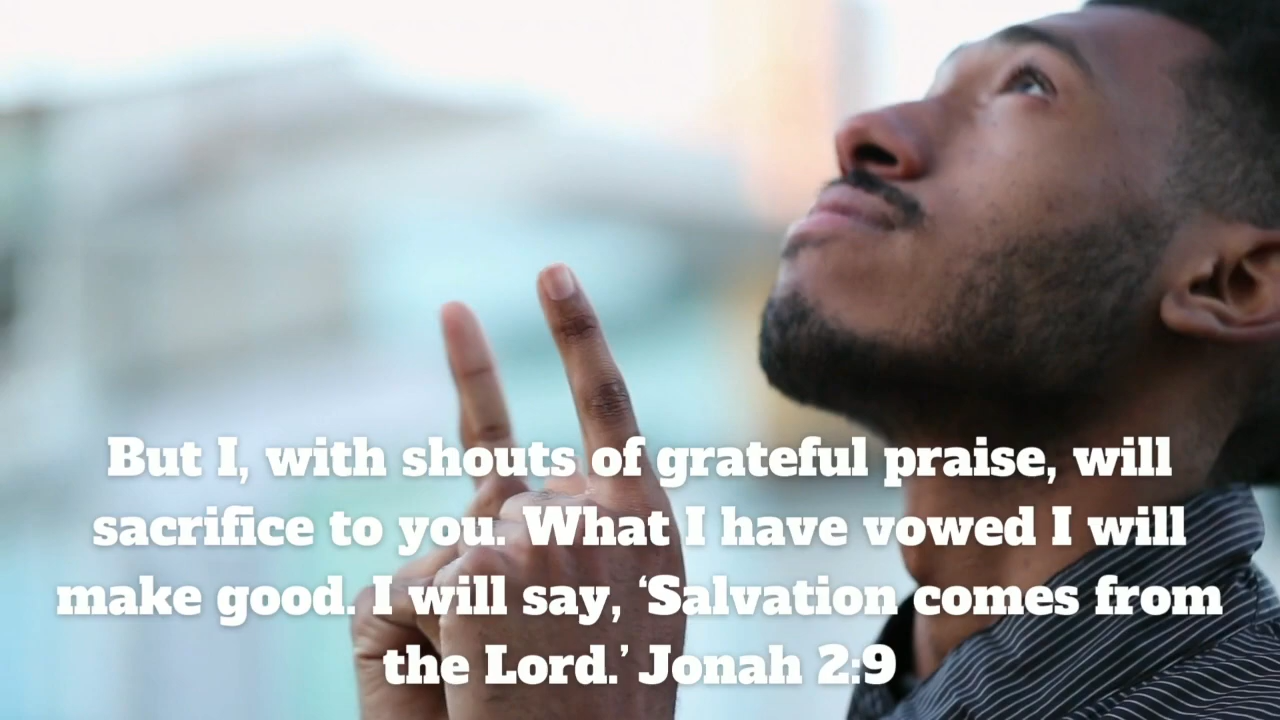 But I, with shouts of grateful praise, will
sacrifice to you. What I have vowed I will
make good. I will say, ‘Salvation comes from
the Lord.’ Jonah 2:9